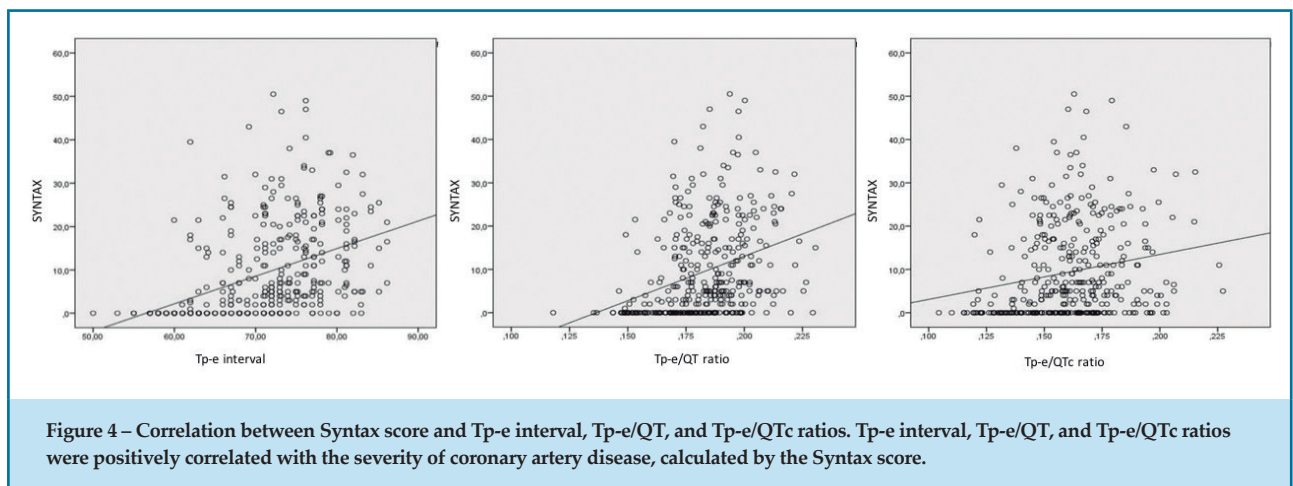 60,0
50,0
40,0
30,0
20,0
10,0
,0
SYNTAX
50,00 60,00 70,00 80,00 90,00
Tp-e interval
60,0
50,0
40,0
30,0
20,0
10,0
,0
SYNTAX
,100 ,125 ,150 ,175 ,200 ,225
Tp-e/QT ratio
60,0
50,0
40,0
30,0
20,0
10,0
,0
SYNTAX
,100 ,125 ,150 ,175 ,200 ,225
Tp-e/QTc ratio
Figure 4 – Correlation between Syntax score and Tp-e interval, Tp-e/QT, and Tp-e/QTc ratios. Tp-e interval, Tp-e/QT, and Tp-e/QTc ratios
were positively correlated with the severity of coronary artery disease, calculated by the Syntax score.